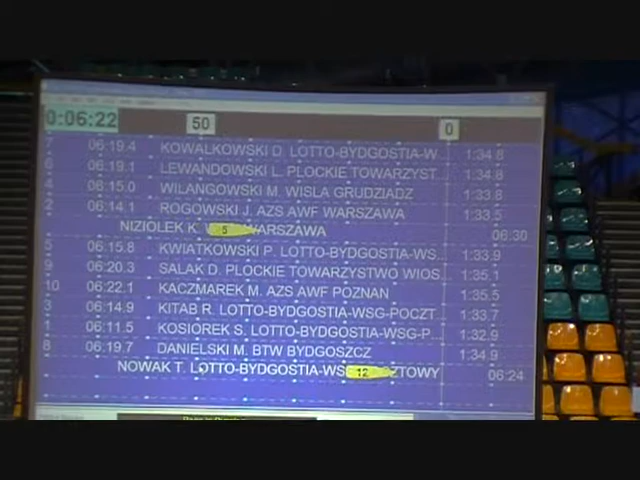 0:06:22 50 0
7 06:19.4 KOWALKOWSKI D. LOTTO-BYDGOSTIA-W... 1:34.8
6 06:19.1 LEWANDOWSKI L. PLOCKIE TOWARZYST... 1:34.8
4 06:15.0 WILANGOWSKI M. WISLA GRUDZIADZ 1:33.8
2 06:14.1 ROGOWSKI J. AZS AWF WARSZAWA 1:33.5
NIZIOLEK K. 5 WARSZAWA 06:30
5 06:15.8 KWIATKOWSKI P. LOTTO-BYDGOSTIA-WS... 1:33.9
9 06:20.3 SALAK D. PLOCKIE TOWARZYSTWO WIOS... 1:35.1
10 06:22.1 KACZMAREK M. AZS AWF POZNAN 1:35.5
3 06:14.9 KITAB R. LOTTO-BYDGOSTIA-WSG-POCZT... 1:33.7
1 06:11.5 KOSIOREK S. LOTTO-BYDGOSTIA-WSG-P... 1:32.9
8 06:19.7 DANIELSKI M. BTW BYDGOSZCZ 1:34.9
NOWAK T. LOTTO-BYDGOSTIA-WS 12 ZTOWY 06:24